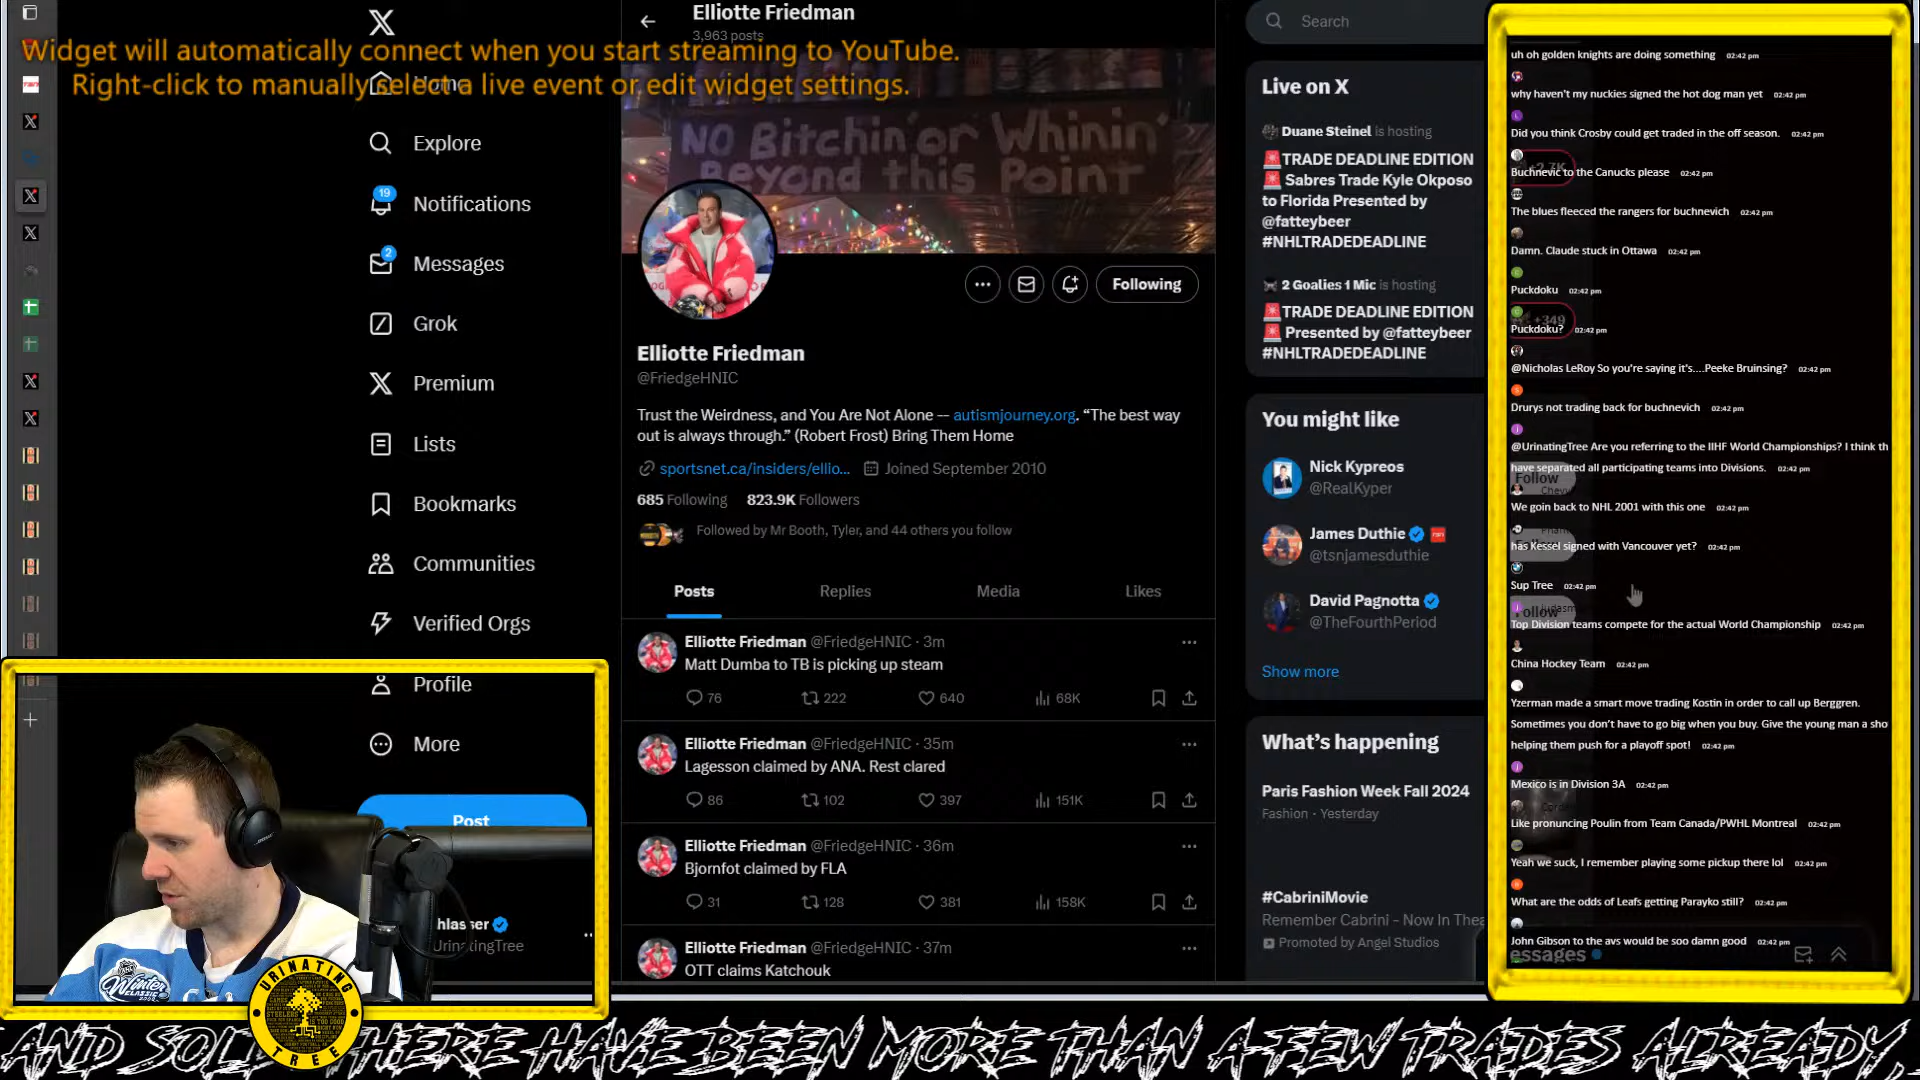 Widget will automatically connect when you start streaming to YouTube.
Right-click to manually select a live event or edit widget settings.
Home
Explore
19
Notifications
2
Messages
Grok
Premium
Lists
Bookmarks
Communities
Verified Orgs
Profile
More
Post
hlasser
UrinatingTree
URINATING
TREE
Elliotte Friedman
3,963 posts
NO Bitchin' or Whinin'
Beyond this Point
Following
Elliotte Friedman
@FriedgeHNIC
Trust the Weirdness, and You Are Not Alone -- autismjourney.org. “The best way
out is always through.” (Robert Frost) Bring Them Home
sportsnet.ca/insiders/ellio... Joined September 2010
685 Following 823.9K Followers
Followed by Mr Booth, Tyler, and 44 others you follow
Posts Replies Media Likes
Elliotte Friedman @FriedgeHNIC · 3m
Matt Dumba to TB is picking up steam
76 222 640 68K
Elliotte Friedman @FriedgeHNIC · 35m
Lagesson claimed by ANA. Rest clared
86 102 397 151K
Elliotte Friedman @FriedgeHNIC · 36m
Bjornfot claimed by FLA
31 128 381 158K
Elliotte Friedman @FriedgeHNIC · 37m
OTT claims Katchouk
Search
Live on X
Duane Steinel is hosting
🚨TRADE DEADLINE EDITION
🚨 Sabres Trade Kyle Okposo
to Florida Presented by
@fatteybeer
#NHLTRADEDEADLINE
2 Goalies 1 Mic is hosting
🚨TRADE DEADLINE EDITION
🚨 Presented by @fatteybeer
#NHLTRADEDEADLINE
You might like
Nick Kypreos
@RealKyper
James Duthie
@tsnjamesduthie
David Pagnotta
@TheFourthPeriod
Show more
What’s happening
Paris Fashion Week Fall 2024
Fashion · Yesterday
#CabriniMovie
Remember Cabrini - Now In Thea
Promoted by Angel Studios
uh oh golden knights are doing something 02:42 pm
why haven't my nuckies signed the hot dog man yet 02:42 pm
Did you think Crosby could get traded in the off season. 02:42 pm
Buchnevic to the Canucks please 02:42 pm
The blues fleeced the rangers for buchnevich 02:42 pm
Damn. Claude stuck in Ottawa 02:42 pm
Puckdoku 02:42 pm
+349
Puckdoku? 02:42 pm
@Nicholas LeRoy So you're saying it's....Peeke Bruinsing? 02:42 pm
Drurys not trading back for buchnevich 02:42 pm
@UrinatingTree Are you referring to the IIHF World Championships? I think th
have separated all participating teams into Divisions. 02:42 pm
Follow
We goin back to NHL 2001 with this one 02:42 pm
has Kessel signed with Vancouver yet? 02:42 pm
Sup Tree 02:42 pm
Follow
Top Division teams compete for the actual World Championship 02:42 pm
China Hockey Team 02:42 pm
Yzerman made a smart move trading Kostin in order to call up Berggren.
Sometimes you don't have to go big when you buy. Give the young man a sho
helping them push for a playoff spot! 02:42 pm
Mexico is in Division 3A 02:42 pm
Like pronouncing Poulin from Team Canada/PWHL Montreal 02:42 pm
Yeah we suck, I remember playing some pickup there lol 02:42 pm
What are the odds of Leafs getting Parayko still? 02:42 pm
John Gibson to the avs would be soo damn good 02:42 pm
essages
AND SOLD THERE HAVE BEEN MORE THAN A FEW TRADES ALREADY,